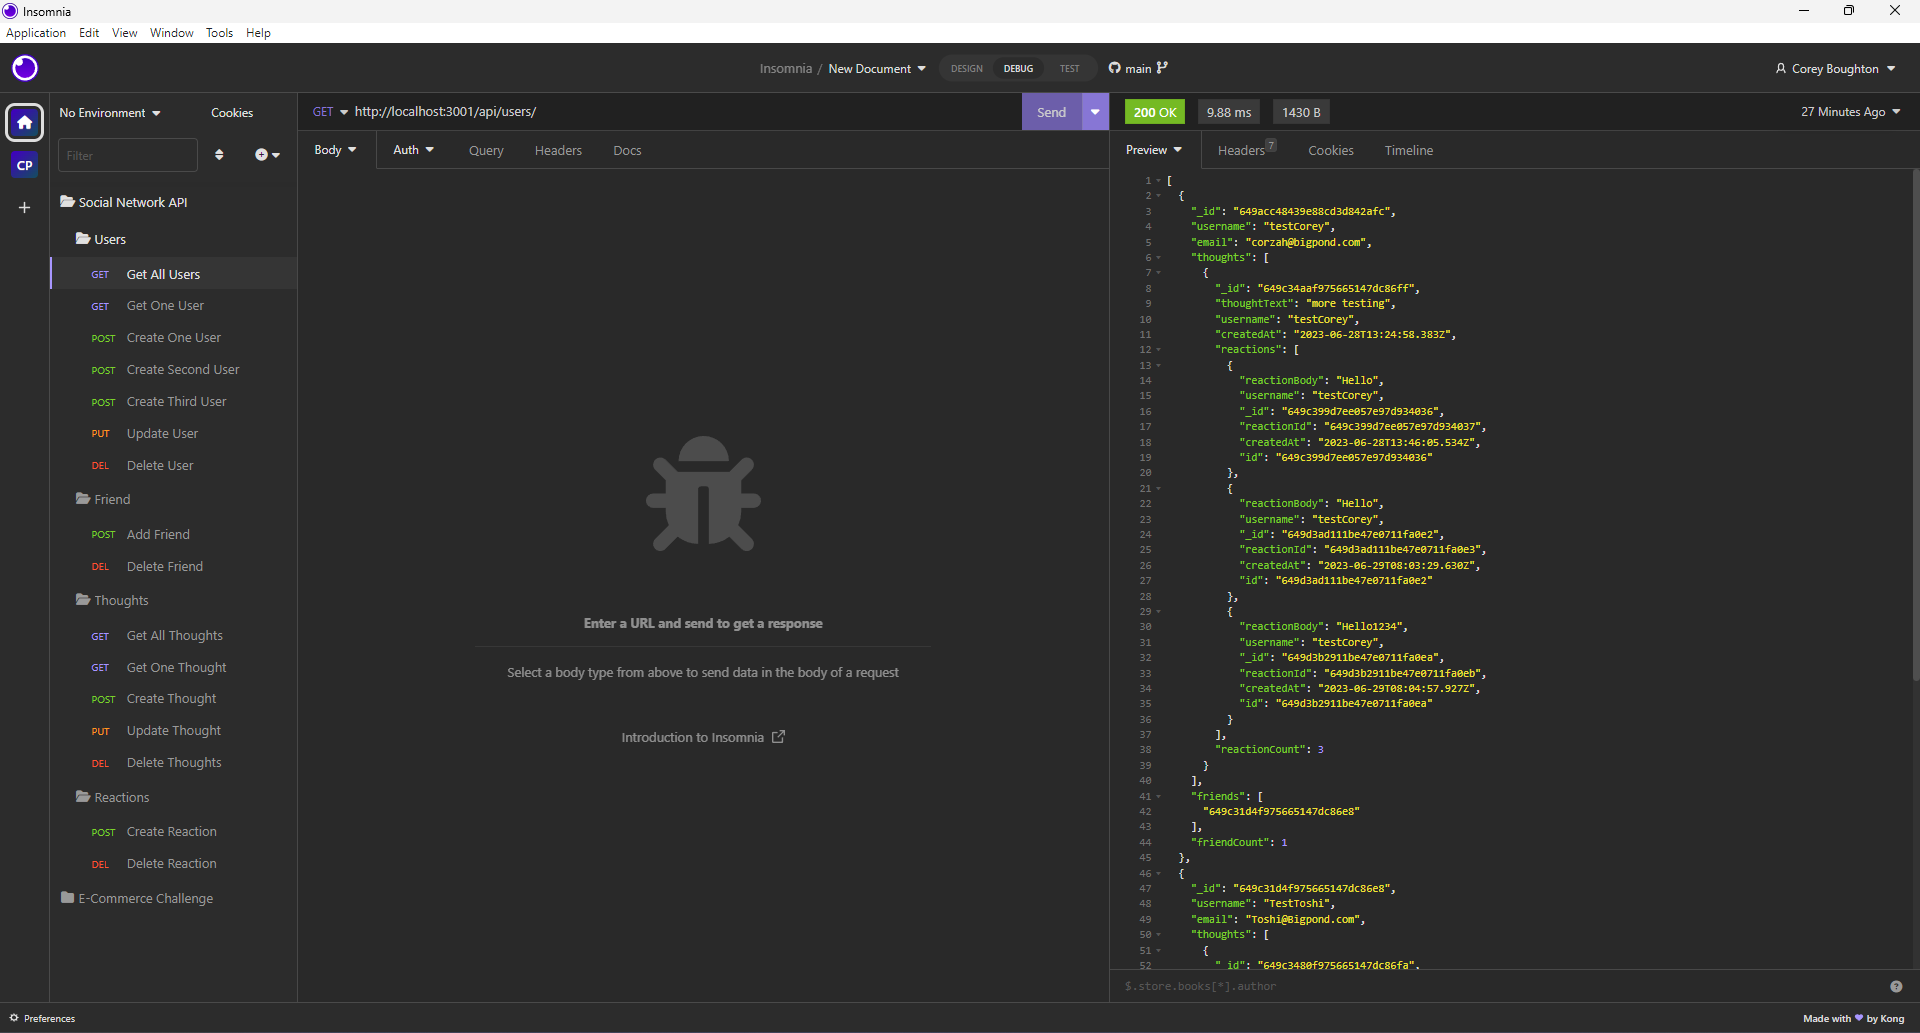 Insomnia
Application Edit View Window Tools Help
Insomnia / New Document DESIGN DEBUG TEST main
Corey Boughton
CP
No Environment Cookies
Filter
Social Network API
Users
GET Get All Users
GET Get One User
POST Create One User
POST Create Second User
POST Create Third User
PUT Update User
DEL Delete User
Friend
POST Add Friend
DEL Delete Friend
Thoughts
GET Get All Thoughts
GET Get One Thought
POST Create Thought
PUT Update Thought
DEL Delete Thoughts
Reactions
POST Create Reaction
DEL Delete Reaction
E-Commerce Challenge
GET http://localhost:3001/api/users/ Send
Body Auth Query Headers Docs
Enter a URL and send to get a response
Select a body type from above to send data in the body of a request
Introduction to Insomnia
200 OK 9.88 ms 1430 B 27 Minutes Ago
Preview Headers 7 Cookies Timeline
1 [
2 {
3 "_id": "649acc48439e88cd3d842afc",
4 "username": "testCorey",
5 "email": "corzah@bigpond.com",
6 "thoughts": [
7 {
8 "_id": "649c34aaf975665147dc86ff",
9 "thoughtText": "more testing",
10 "username": "testCorey",
11 "createdAt": "2023-06-28T13:24:58.383Z",
12 "reactions": [
13 {
14 "reactionBody": "Hello",
15 "username": "testCorey",
16 "_id": "649c399d7ee057e97d934036",
17 "reactionId": "649c399d7ee057e97d934037",
18 "createdAt": "2023-06-28T13:46:05.534Z",
19 "id": "649c399d7ee057e97d934036"
20 },
21 {
22 "reactionBody": "Hello",
23 "username": "testCorey",
24 "_id": "649d3ad111be47e0711fa0e2",
25 "reactionId": "649d3ad111be47e0711fa0e3",
26 "createdAt": "2023-06-29T08:03:29.630Z",
27 "id": "649d3ad111be47e0711fa0e2"
28 },
29 {
30 "reactionBody": "Hello1234",
31 "username": "testCorey",
32 "_id": "649d3b2911be47e0711fa0ea",
33 "reactionId": "649d3b2911be47e0711fa0eb",
34 "createdAt": "2023-06-29T08:04:57.927Z",
35 "id": "649d3b2911be47e0711fa0ea"
36 }
37 ],
38 "reactionCount": 3
39 }
40 ],
41 "friends": [
42 "649c31d4f975665147dc86e8"
43 ],
44 "friendCount": 1
45 },
46 {
47 "_id": "649c31d4f975665147dc86e8",
48 "username": "TestToshi",
49 "email": "Toshi@Bigpond.com",
50 "thoughts": [
51 {
52 "_id": "649c3480f975665147dc86fa",
$.store.books[*].author
Preferences
Made with by Kong